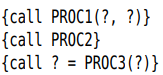 {call PROC1(?, ?)}
{call PROC2}
{call ? = PROC3(?)}